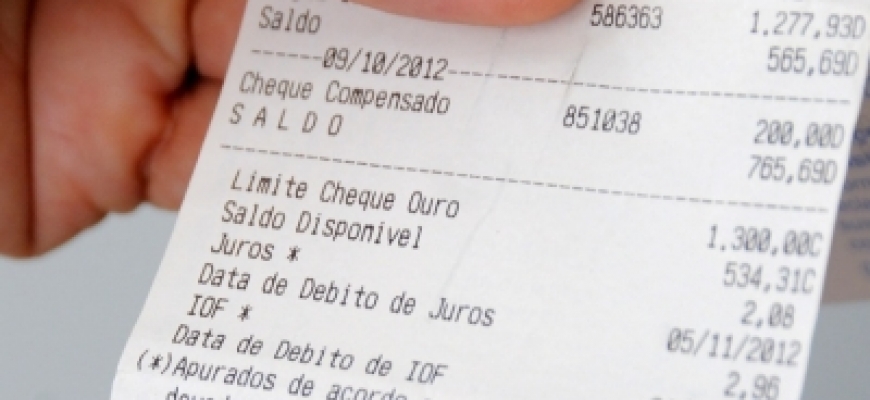 586363 1.277,93D
Saldo 565,69D
------09/10/2012------------------------
Cheque Compensado 851038 200,00D
S A L D O 765,69D
----------------------------------------
Limite Cheque Ouro 1.300,00C
Saldo Disponivel 534,31C
Juros * 2,08
Data de Debito de Juros 05/11/2012
IOF * 2,96
Data de Debito de IOF
(*)Apurados de acordo